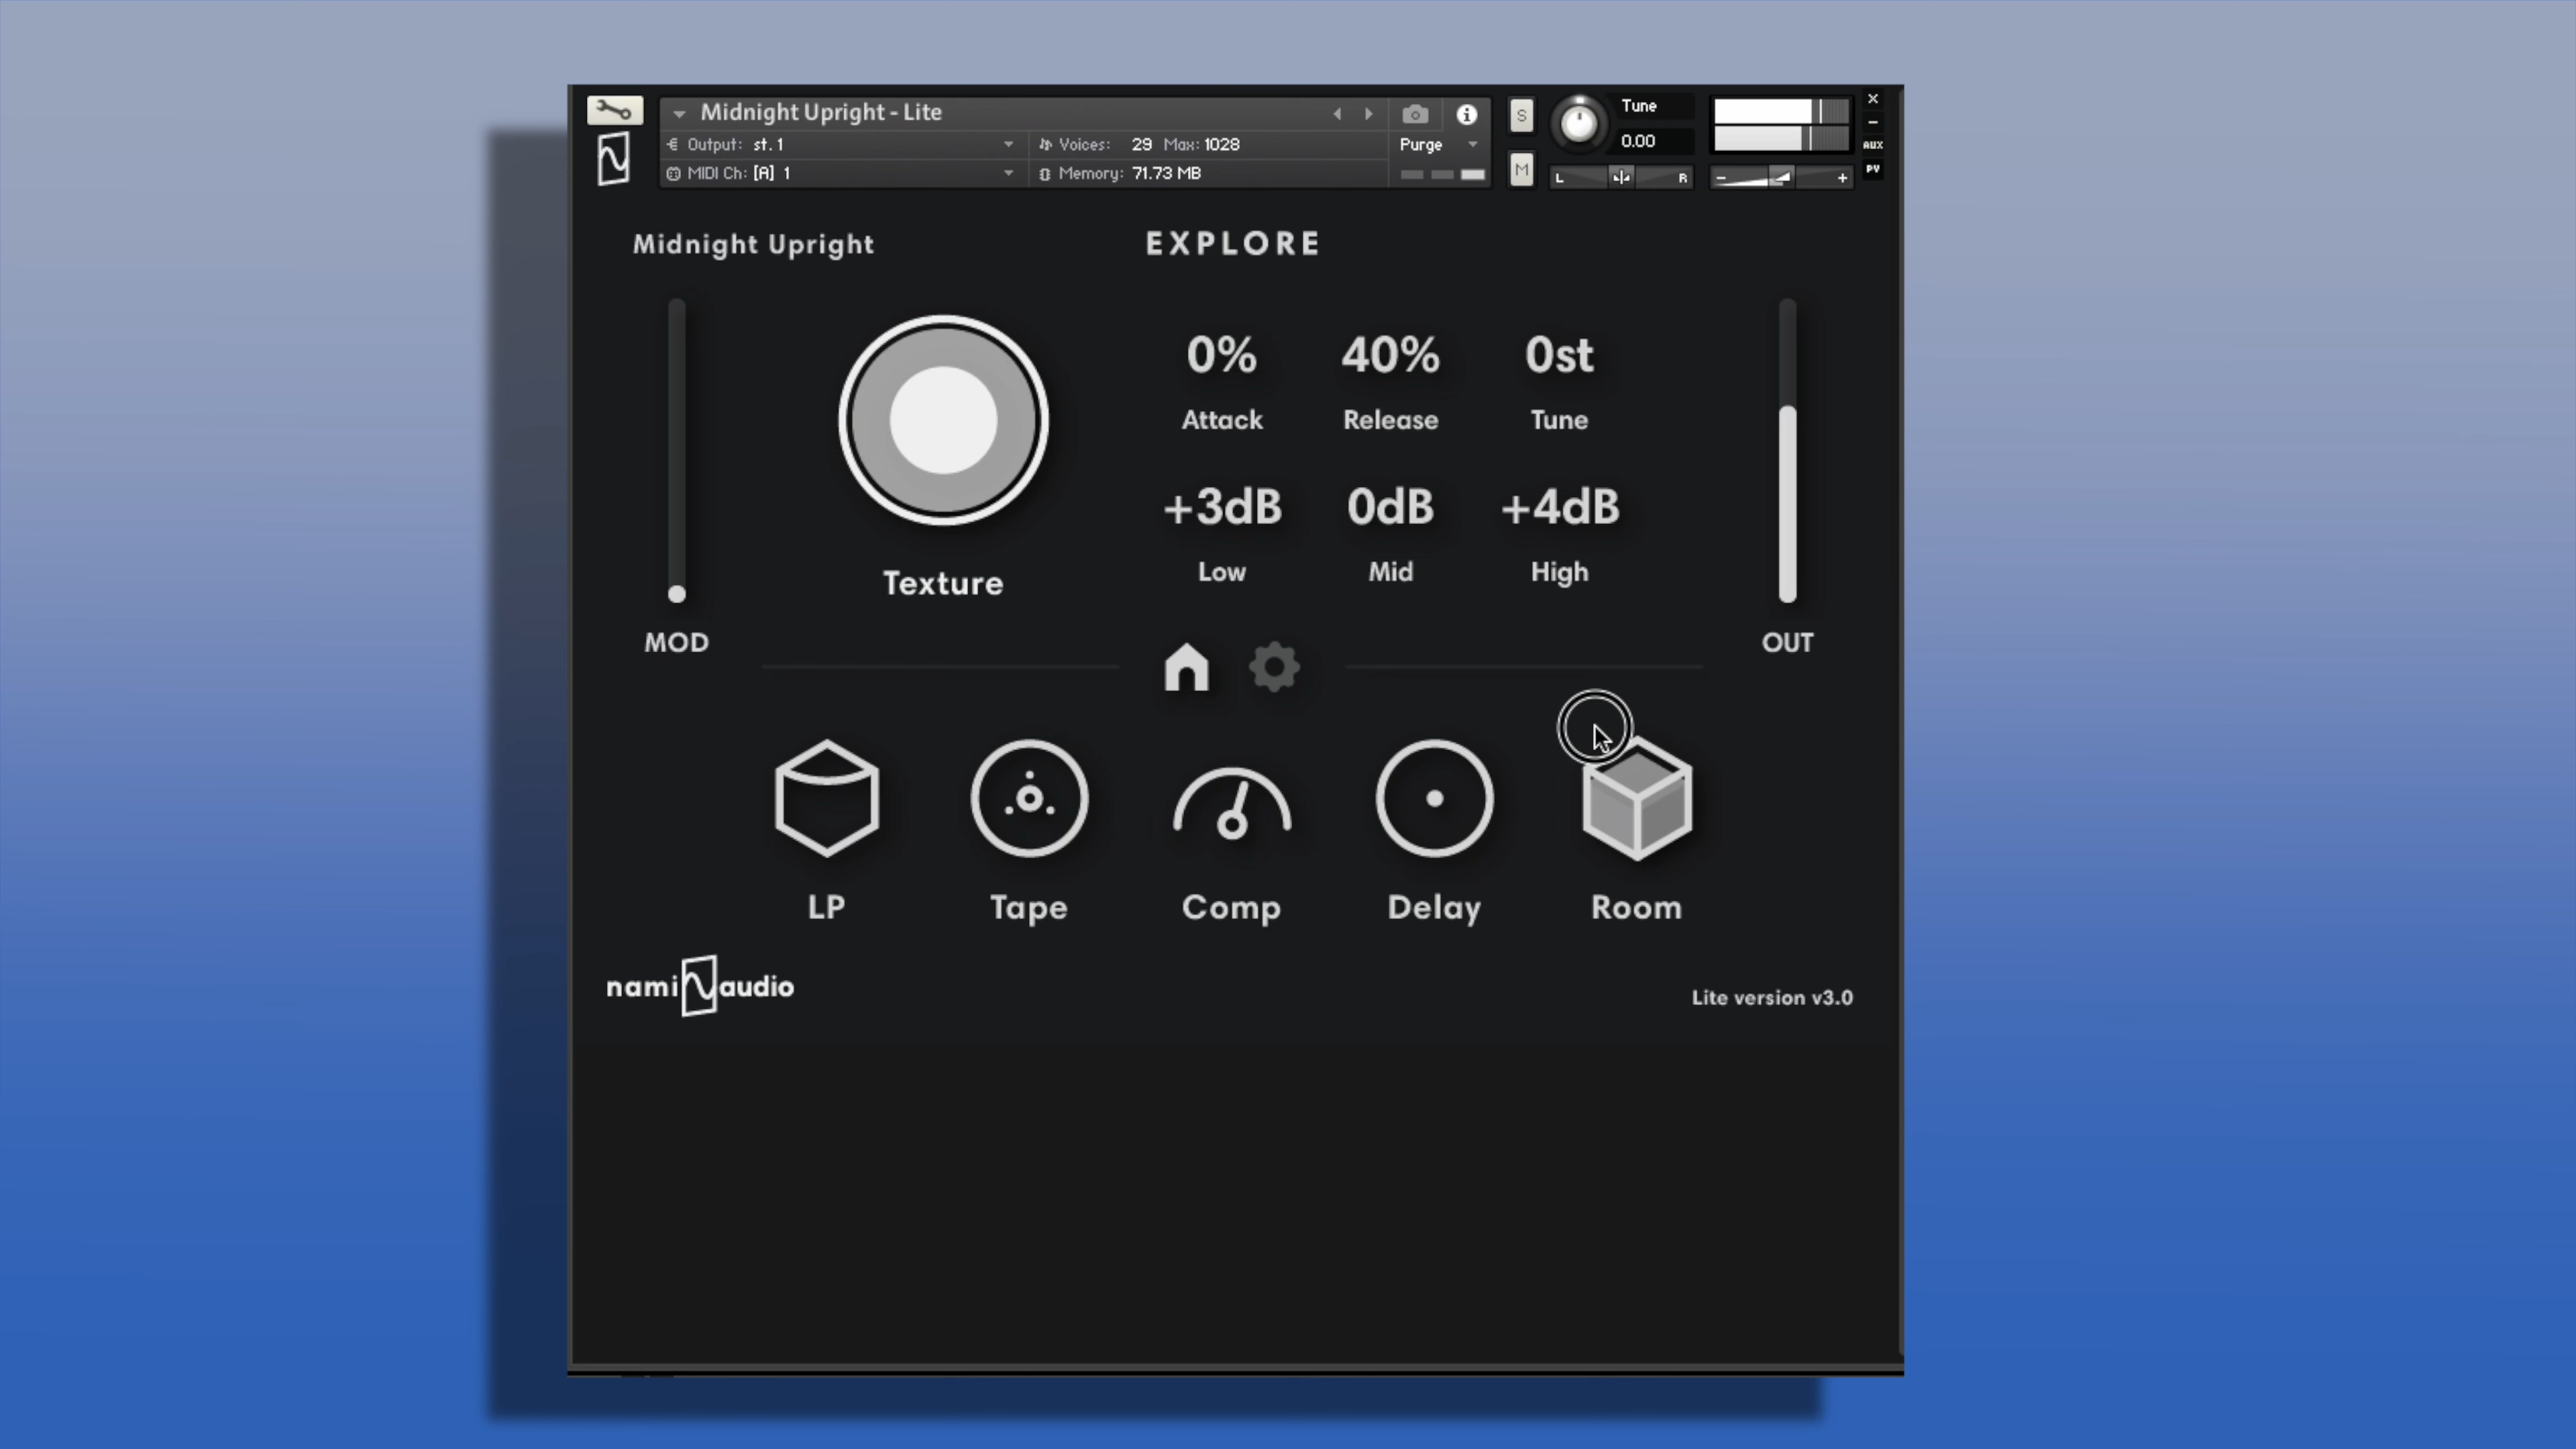 Midnight Upright - Lite
Output: st. 1
Voices: 29 Max: 1028
Purge
MIDI Ch: [A] 1
Memory: 71.73 MB
S
M
Tune
0.00
L R
- +
X
AUX
PV
Midnight Upright
EXPLORE
0% 40% 0st
Attack Release Tune
+3dB 0dB +4dB
Low Mid High
Texture
MOD
OUT
LP Tape Comp Delay Room
nami audio
Lite version v3.0